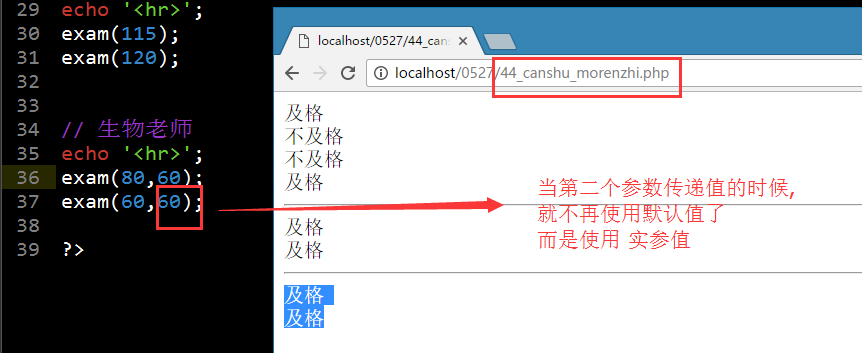 29 echo '<hr>';
30 exam(115);
31 exam(120);
32
33
34 // 生物老师
35 echo '<hr>';
36 exam(80,60);
37 exam(60,60);
38
39 ?>
localhost/0527/44_can
localhost/0527/44_canshu_morenzhi.php
及格
不及格
不及格
及格
及格
及格
及格
及格
当第二个参数传递值的时候,
就不再使用默认值了
而是使用 实参值